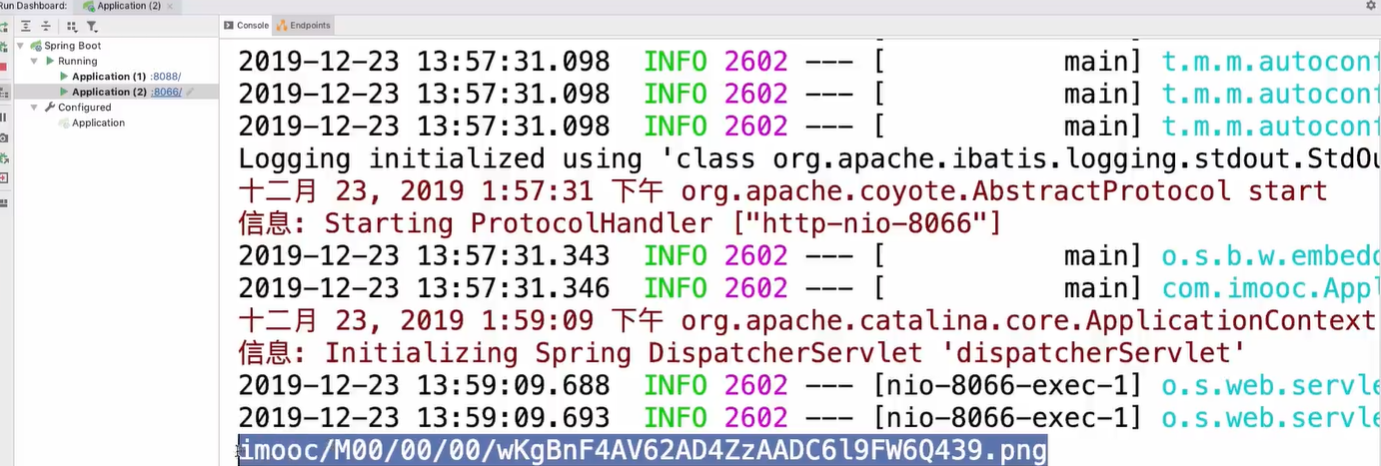 Run Dashboard:
Application (2)
Console
Endpoints
Spring Boot
Running
Application (1) :8088/
Application (2) :8066/
Configured
Application
2019-12-23 13:57:31.098 INFO 2602 --- [ main] t.m.m.autoconf
2019-12-23 13:57:31.098 INFO 2602 --- [ main] t.m.m.autoconf
2019-12-23 13:57:31.098 INFO 2602 --- [ main] t.m.m.autoconf
Logging initialized using 'class org.apache.ibatis.logging.stdout.StdOu
十二月 23, 2019 1:57:31 下午 org.apache.coyote.AbstractProtocol start
信息: Starting ProtocolHandler ["http-nio-8066"]
2019-12-23 13:57:31.343 INFO 2602 --- [ main] o.s.b.w.embedd
2019-12-23 13:57:31.346 INFO 2602 --- [ main] com.imooc.Appl
十二月 23, 2019 1:59:09 下午 org.apache.catalina.core.ApplicationContext
信息: Initializing Spring DispatcherServlet 'dispatcherServlet'
2019-12-23 13:59:09.688 INFO 2602 --- [nio-8066-exec-1] o.s.web.servle
2019-12-23 13:59:09.693 INFO 2602 --- [nio-8066-exec-1] o.s.web.servle
imooc/M00/00/00/wKgBnF4AV62AD4ZzAADC6l9FW6Q439.png